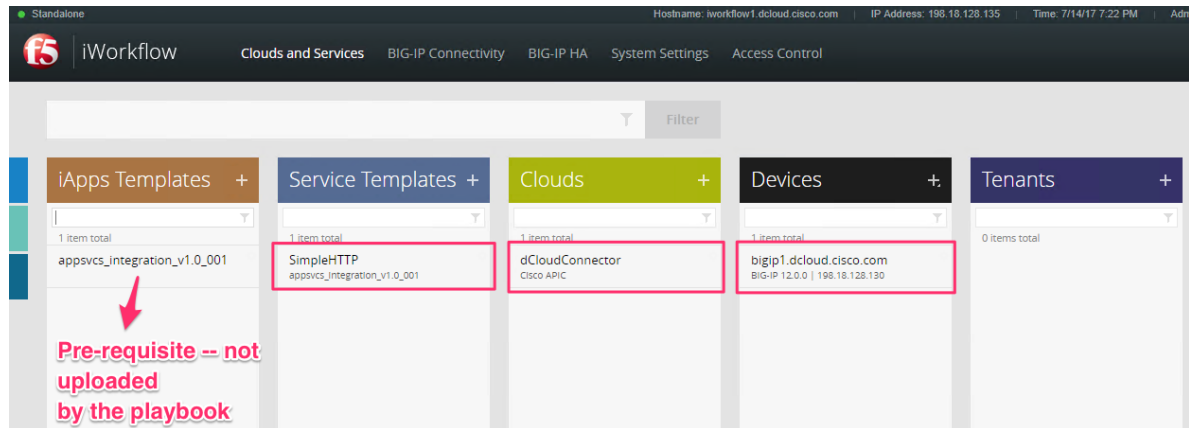 Standalone
Hostname: iworkflow1.dcloud.cisco.com | IP Address: 198.18.128.135 | Time: 7/14/17 7:22 PM | Adm
f5 iWorkflow Clouds and Services BIG-IP Connectivity BIG-IP HA System Settings Access Control
Filter
iApps Templates + Service Templates + Clouds + Devices + Tenants +
1 item total 1 item total 1 item total 1 item total 0 items total
appsvcs_integration_v1.0_001 SimpleHTTP dCloudConnector bigip1.dcloud.cisco.com
appsvcs_integration_v1.0_001 Cisco APIC BIG-IP 12.0.0 | 198.18.128.130
Pre-requisite -- not
uploaded
by the playbook